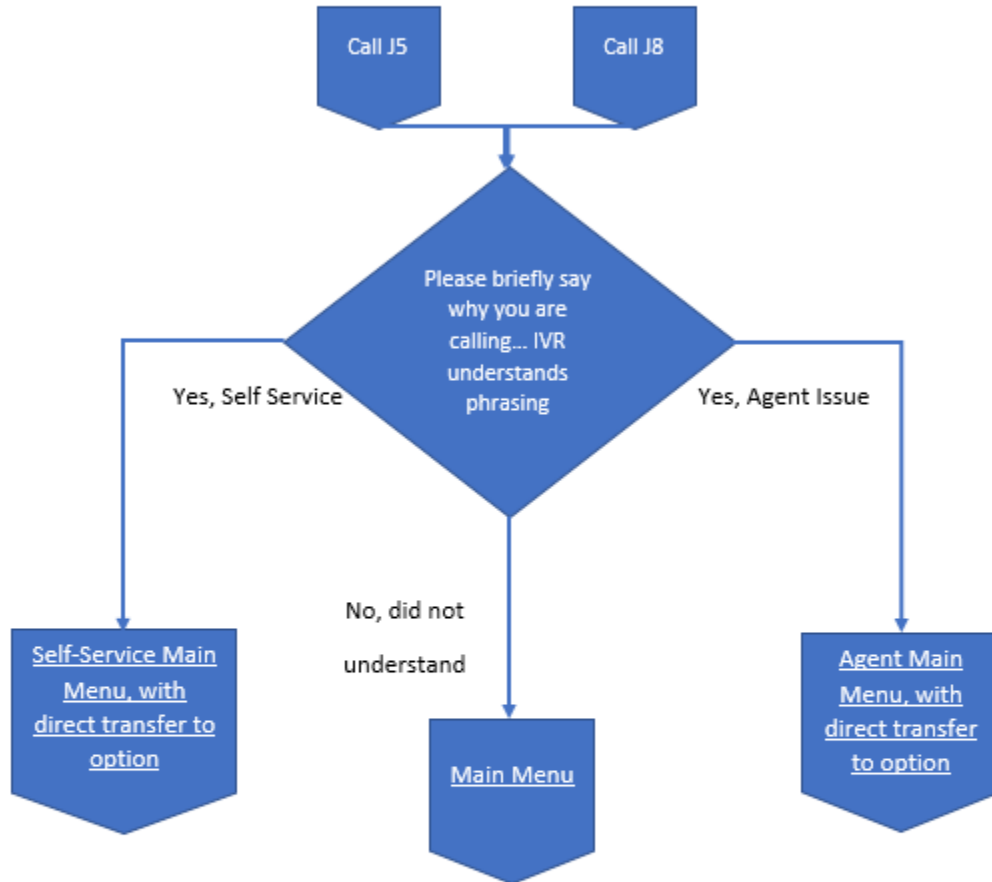 Call J5
Call J8
Please briefly say
why you are
calling... IVR
understands
phrasing
Yes, Self Service
Yes, Agent Issue
No, did not
understand
Self-Service Main
Menu, with
direct transfer to
option
Main Menu
Agent Main
Menu, with
direct transfer
to option